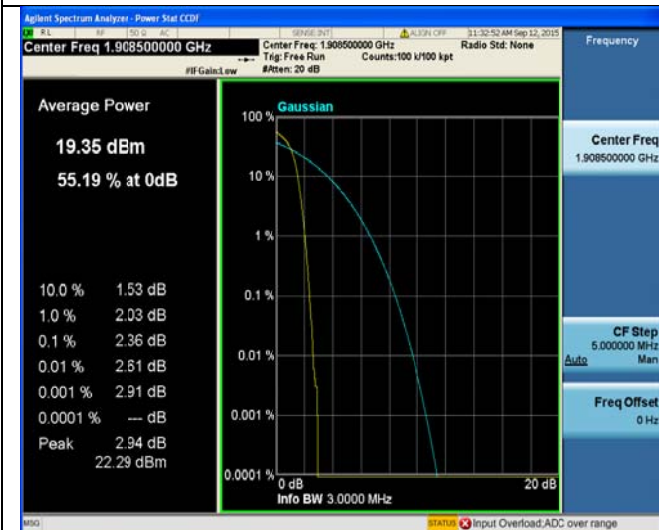 Agilent Spectrum Analyzer - Power Stat CCDF
RL RF 50 Ω AC SENSE:INT ALIGN OFF 11:32:52 AM Sep 12, 2015
Center Freq 1.908500000 GHz
Center Freq: 1.908500000 GHz
Radio Std: None
Trig: Free Run Counts:100 k/100 kpt
#IFGain:Low #Atten: 20 dB
Frequency
Average Power
19.35 dBm
55.19 % at 0dB
10.0 % 1.53 dB
1.0 % 2.03 dB
0.1 % 2.36 dB
0.01 % 2.61 dB
0.001 % 2.91 dB
0.0001 % --- dB
Peak 2.94 dB
22.29 dBm
Gaussian
100 %
10 %
1 %
0.1 %
0.01 %
0.001 %
0.0001 %
0 dB
20 dB
Info BW 3.0000 MHz
Center Freq
1.908500000 GHz
CF Step
5.000000 MHz
Auto Man
Freq Offset
0 Hz
MSG
STATUS Input Overload;ADC over range